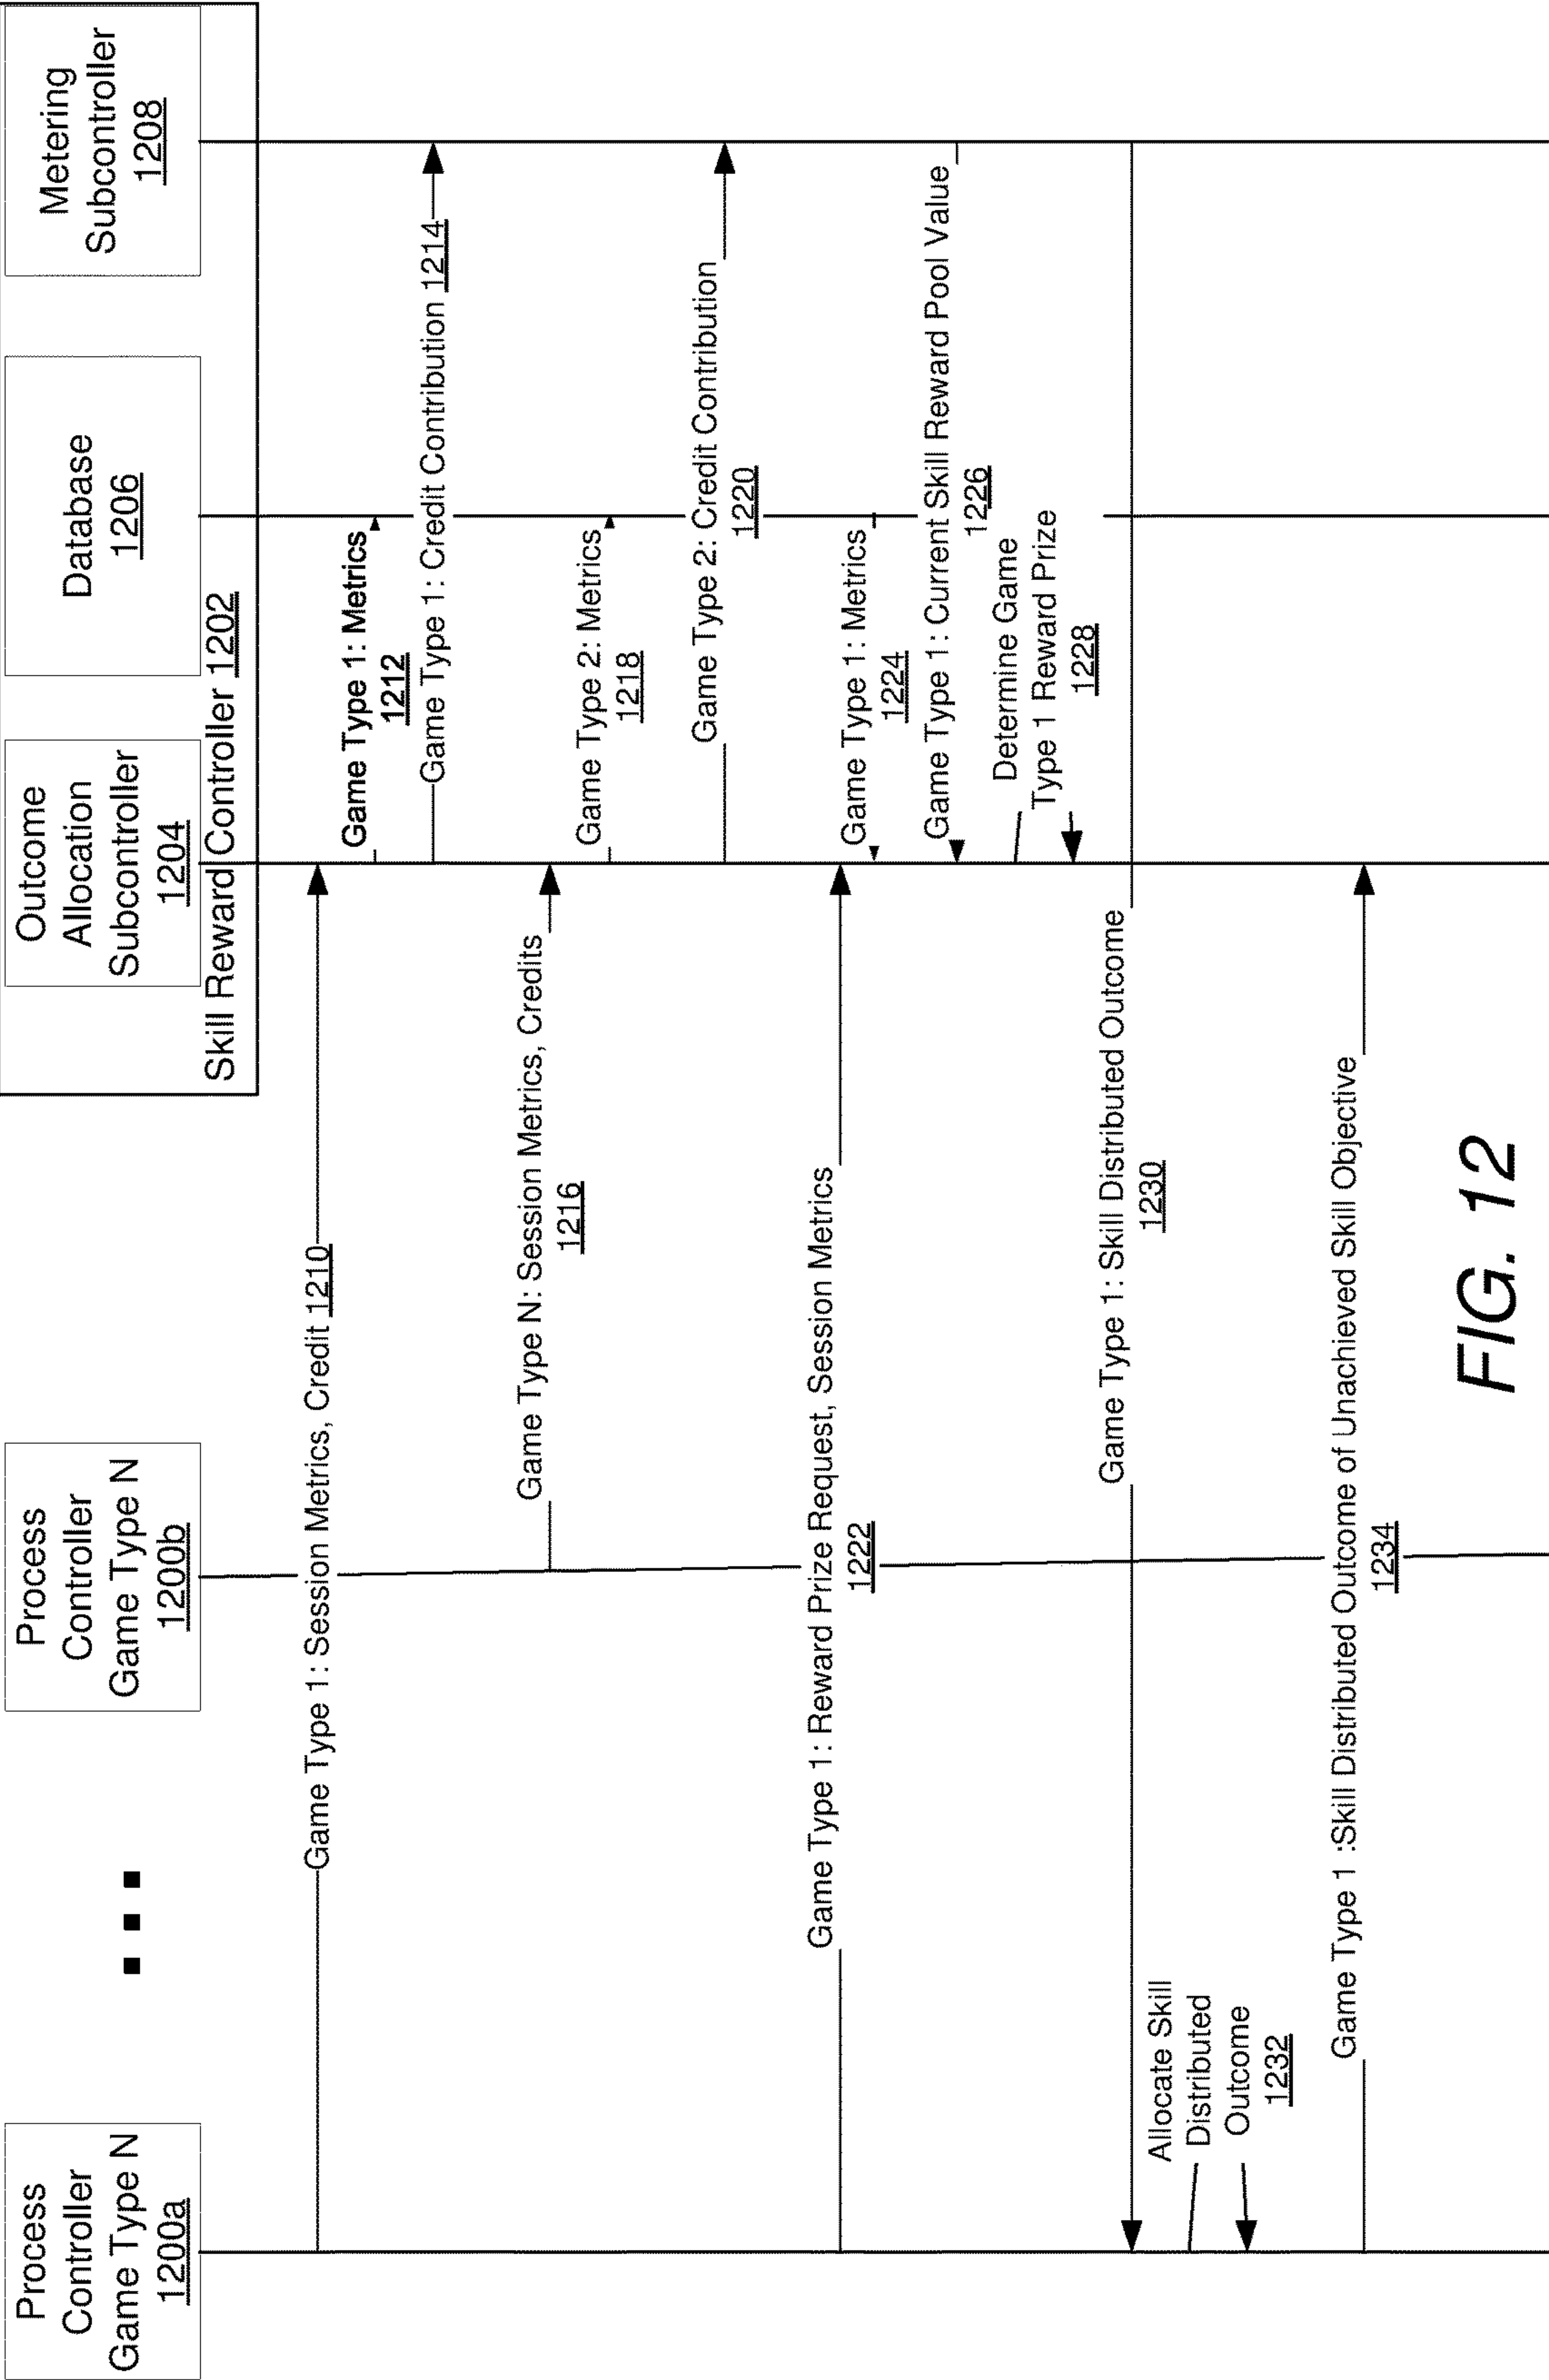 Process
Controller
Game Type N
1200a
Process
Controller
Game Type N
1200b
Outcome
Allocation
Subcontroller
1204
Database
1206
Metering
Subcontroller
1208
Skill Reward Controller 1202
Game Type 1: Session Metrics, Credit 1210
Game Type 1: Metrics
1212
Game Type 1: Credit Contribution 1214
Game Type N: Session Metrics, Credits
1216
Game Type 2: Metrics
1218
Game Type 2: Credit Contribution
1220
Game Type 1: Reward Prize Request, Session Metrics
1222
Game Type 1: Metrics
1224
Game Type 1: Current Skill Reward Pool Value
1226
Determine Game
Type 1 Reward Prize
1228
Game Type 1: Skill Distributed Outcome
1230
Allocate Skill
Distributed
Outcome
1232
Game Type 1 :Skill Distributed Outcome of Unachieved Skill Objective
1234
FIG. 12